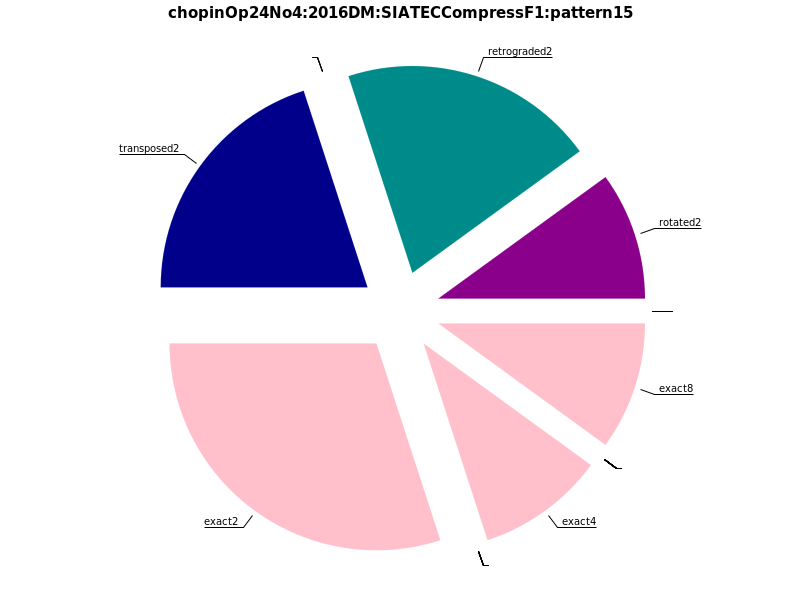 chopinOp24No4:2016DM:SIATECCompressF1:pattern15
retrograded2
transposed2
rotated2
exact8
exact2
exact4